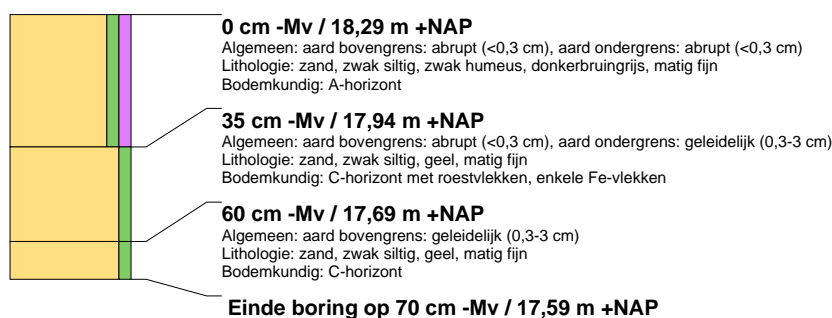 0 cm -Mv / 18,29 m +NAP
Algemeen: aard bovengrens: abrupt (<0,3 cm), aard ondergrens: abrupt (<0,3 cm)
Lithologie: zand, zwak siltig, zwak humeus, donkerbruingrijs, matig fijn
Bodemkundig: A-horizont
35 cm -Mv / 17,94 m +NAP
Algemeen: aard bovengrens: abrupt (<0,3 cm), aard ondergrens: geleidelijk (0,3-3 cm)
Lithologie: zand, zwak siltig, geel, matig fijn
Bodemkundig: C-horizont met roestvlekken, enkele Fe-vlekken
60 cm -Mv / 17,69 m +NAP
Algemeen: aard bovengrens: geleidelijk (0,3-3 cm)
Lithologie: zand, zwak siltig, geel, matig fijn
Bodemkundig: C-horizont
Einde boring op 70 cm -Mv / 17,59 m +NAP